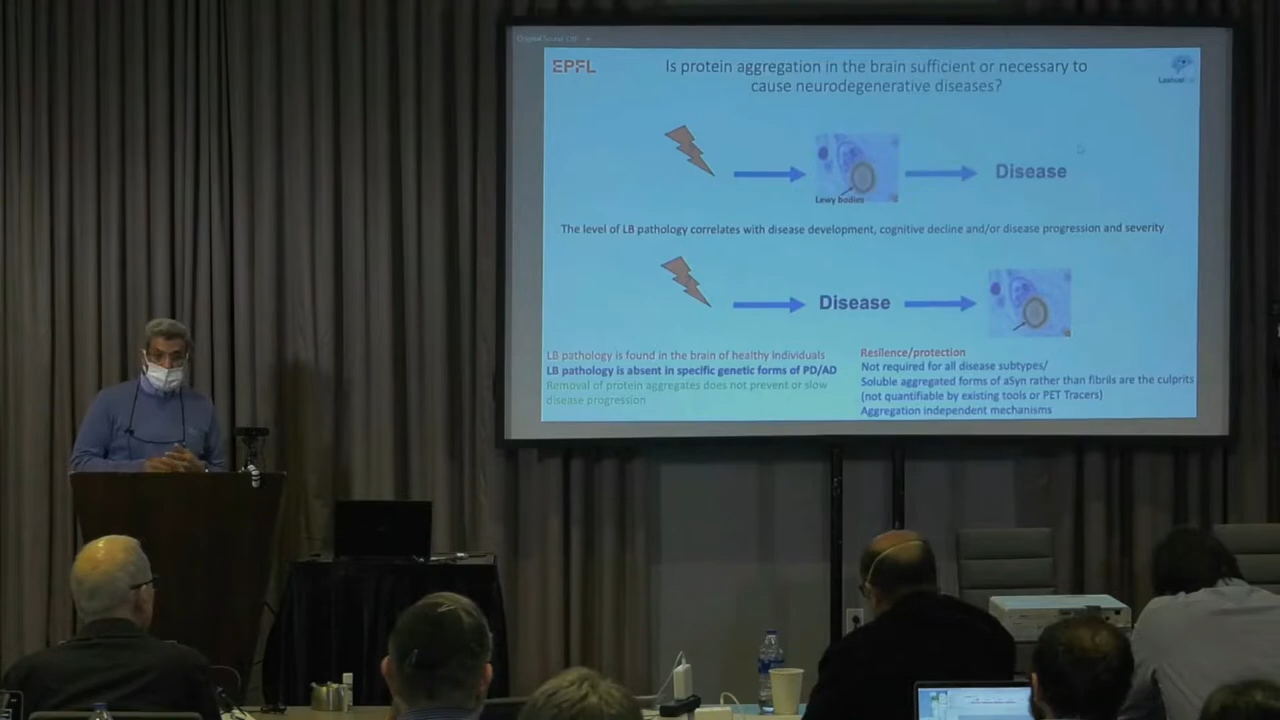 EPFL
Is protein aggregation in the brain sufficient or necessary to
cause neurodegenerative diseases?
Disease
Lewy bodies
The level of LB pathology correlates with disease development, cognitive decline and/or disease progression and severity
Disease
LB pathology is found in the brain of healthy individuals
LB pathology is absent in specific genetic forms of PD/AD
Removal of protein aggregates does not prevent or slow
disease progression
Resilence/protection
Not required for all disease subtypes/
Soluble aggregated forms of aSyn rather than fibrils are the culprits
(not quantifiable by existing tools or PET Tracers)
Aggregation independent mechanisms